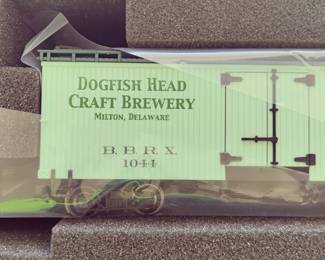 DOGFISH HEAD
CRAFT BREWERY
MILTON, DELAWARE
B. B. R. X.
1044